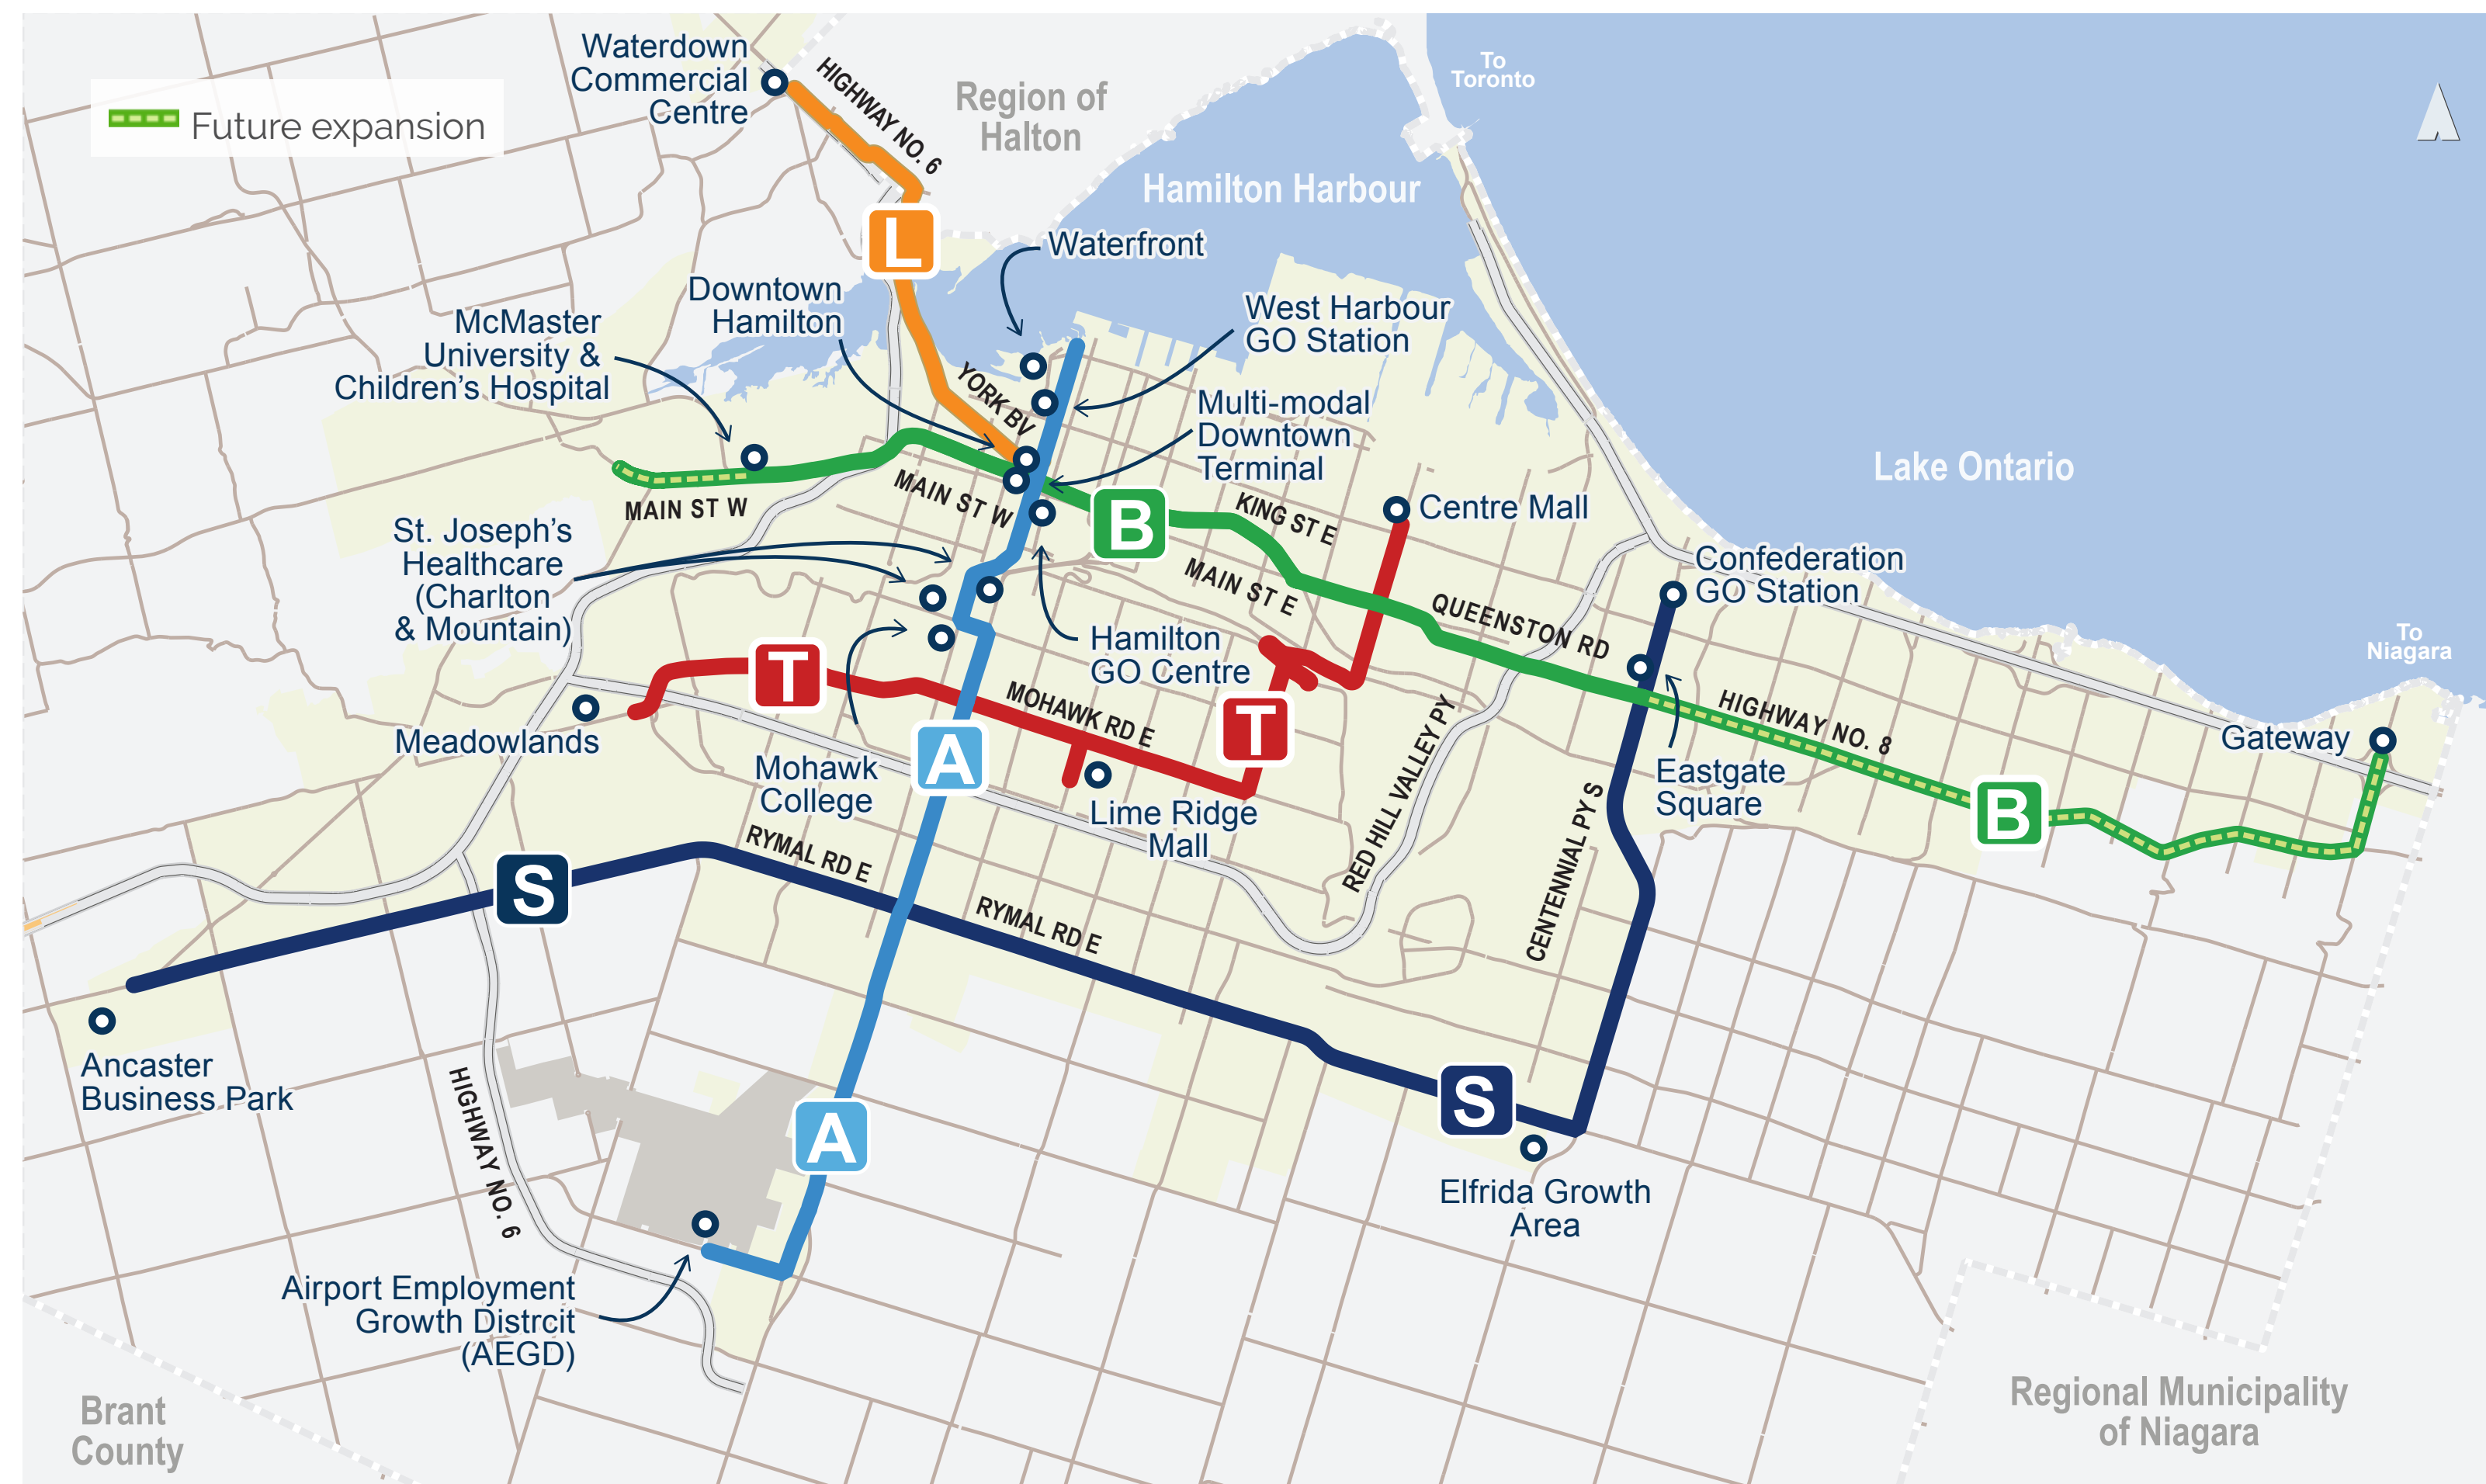 Waterdown
Commercial
Centre
HIGHWAY NO. 6
Future expansion
Region of
Halton
To
Toronto
Hamilton Harbour
L
Waterfront
Downtown
Hamilton
McMaster
University &
Children's Hospital
West Harbour
GO Station
YORK BV
Multi-modal
Downtown
Terminal
Lake Ontario
MAIN ST W
MAIN ST W
B
KING ST E
Centre Mall
St. Joseph's
Healthcare
(Charlton
& Mountain)
MAIN ST E
QUEENSTON RD
Confederation
GO Station
To
Niagara
Hamilton
GO Centre
T
MOHAWK RD E
T
Meadowlands
A
Mohawk
College
Lime Ridge
Mall
RED HILL VALLEY PY
HIGHWAY NO. 8
Eastgate
Square
Gateway
B
CENTENNIAL PY S
RYMAL RD E
S
RYMAL RD E
Ancaster
Business Park
HIGHWAY NO. 6
A
S
Elfrida Growth
Area
Airport Employment
Growth Distrcit
(AEGD)
Brant
County
Regional Municipality
of Niagara